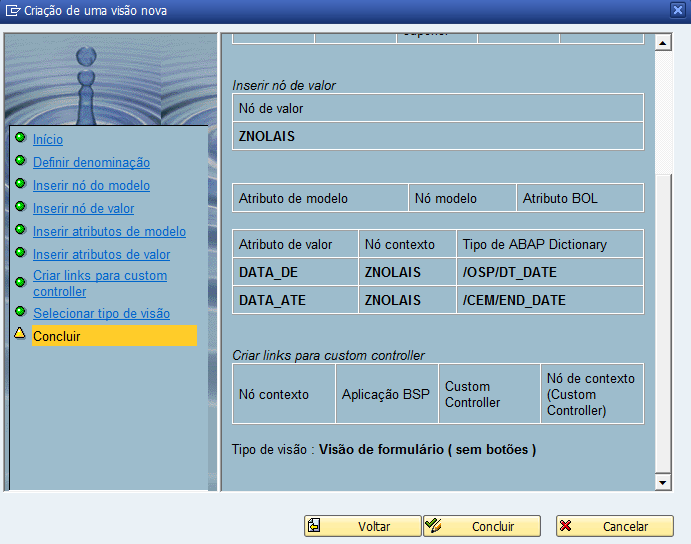 Criação de uma visão nova
Início
Definir denominação
Inserir nó do modelo
Inserir nó de valor
Inserir atributos de modelo
Inserir atributos de valor
Criar links para custom
controller
Selecionar tipo de visão
Concluir
Inserir nó de valor
Nó de valor
ZNOLAIS
Atributo de modelo Nó modelo Atributo BOL
Atributo de valor Nó contexto Tipo de ABAP Dictionary
DATA_DE ZNOLAIS /OSP/DT_DATE
DATA_ATE ZNOLAIS /CEM/END_DATE
Criar links para custom controller
Nó contexto Aplicação BSP Custom Controller Nó de contexto (Custom Controller)
Tipo de visão : Visão de formulário ( sem botões )
Voltar Concluir Cancelar